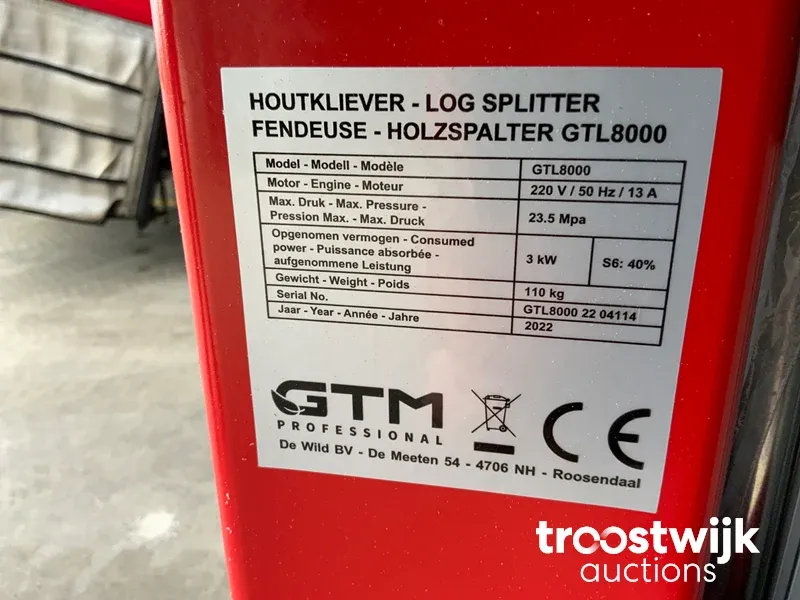 HOUTKLIEVER - LOG SPLITTER
FENDEUSE - HOLZSPALTER GTL8000
Model - Modell - Modèle GTL8000
Motor - Engine - Moteur 220 V / 50 Hz / 13 A
Max. Druk - Max. Pressure -
Pression Max. - Max. Druck 23.5 Mpa
Opgenomen vermogen - Consumed
power - Puissance absorbée - 3 kW S6: 40%
aufgenommene Leistung
Gewicht - Weight - Poids 110 kg
Serial No. GTL8000 22 04114
Jaar - Year - Année - Jahre 2022
GTM
PROFESSIONAL
CE
De Wild BV - De Meeten 54 - 4706 NH - Roosendaal
troostwijk
auctions